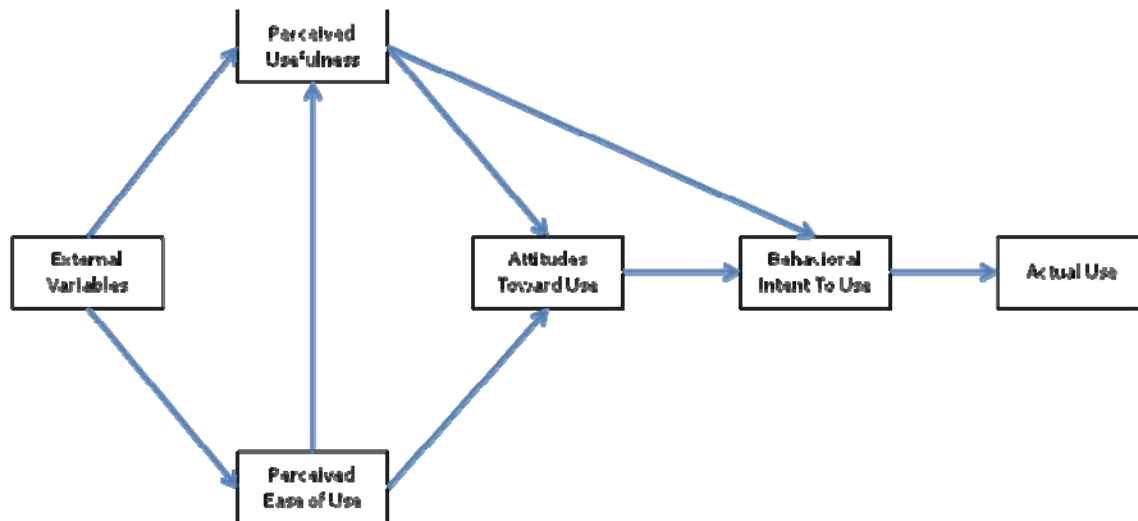 Perceived
Usefulness
External
Variables
Attitudes
Toward Use
Behavioral
Intent To Use
Actual Use
Perceived
Ease of Use